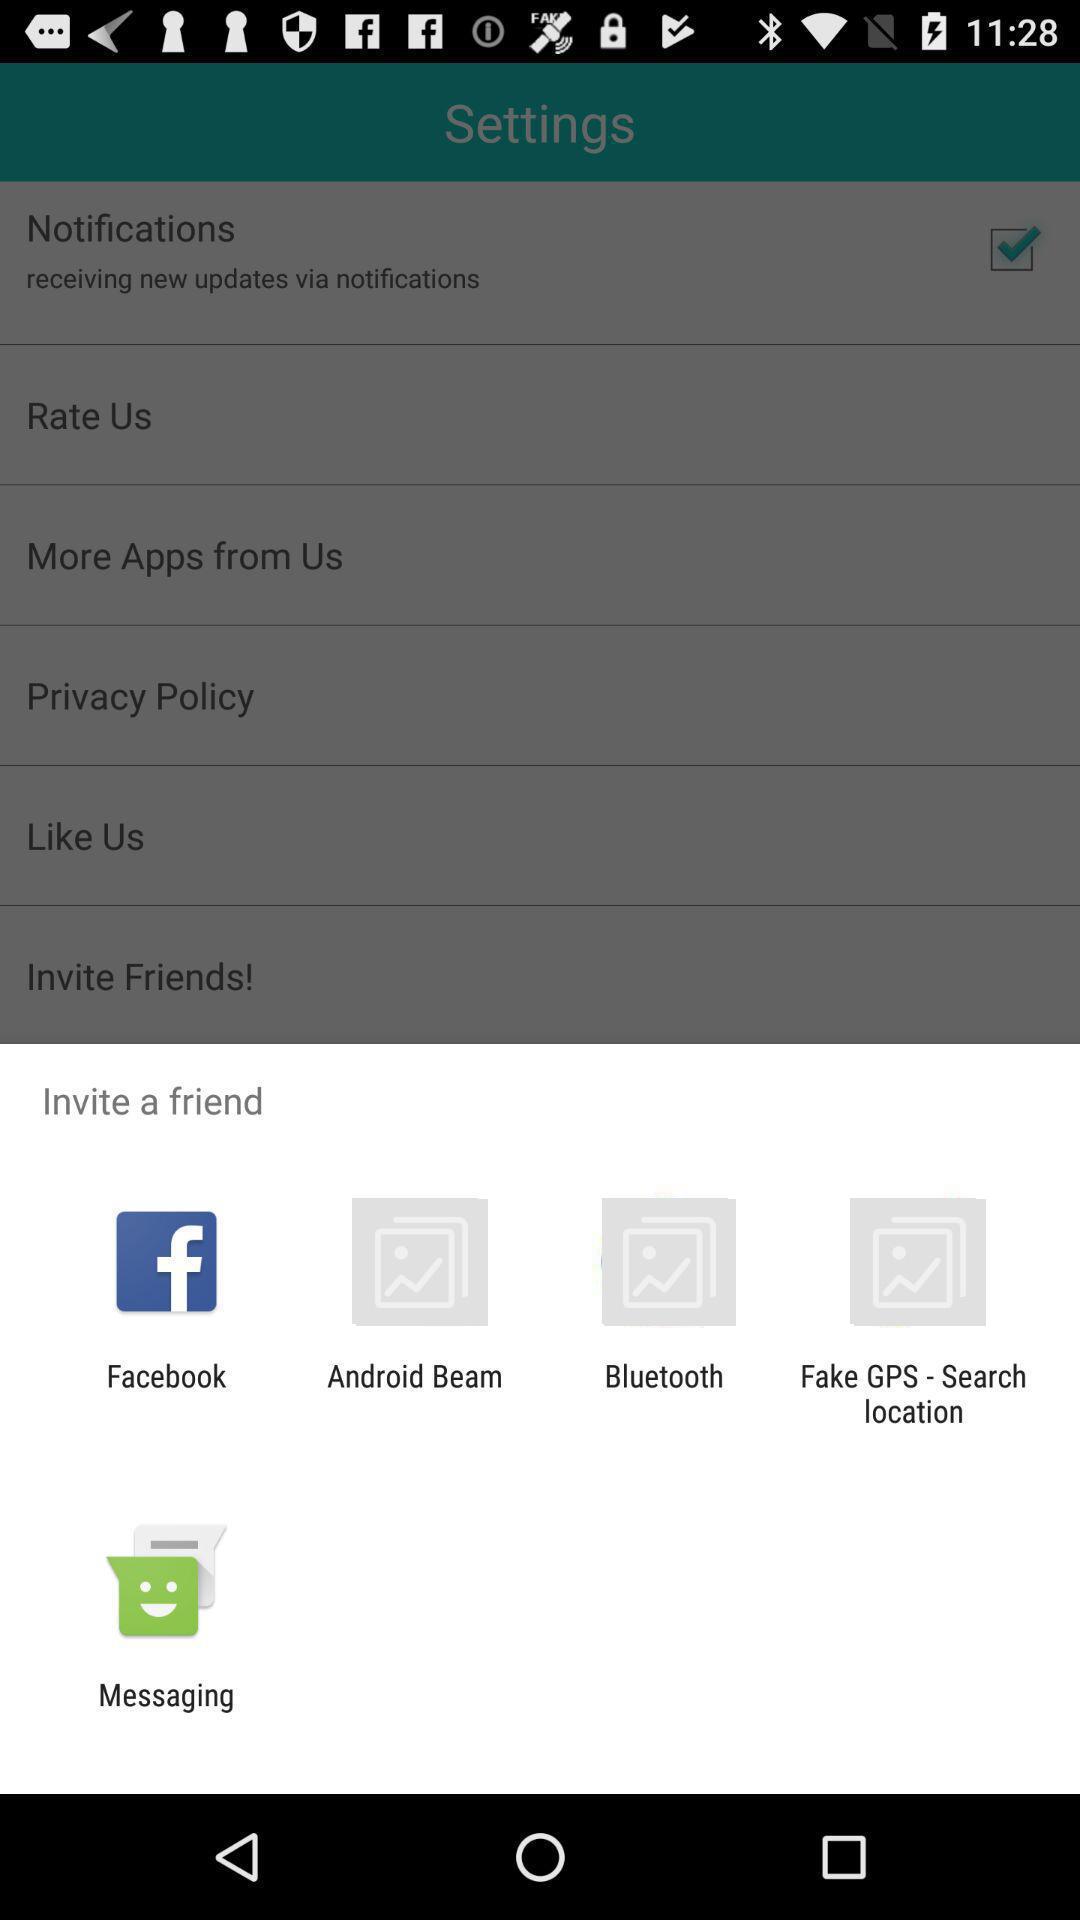 FAKE
11:28
Settings
Notifications
receiving new updates via notifications
Rate Us
More Apps from Us
Privacy Policy
Like Us
Invite Friends!
Invite a friend
Facebook
Android Beam
Bluetooth
Fake GPS - Search
location
Messaging